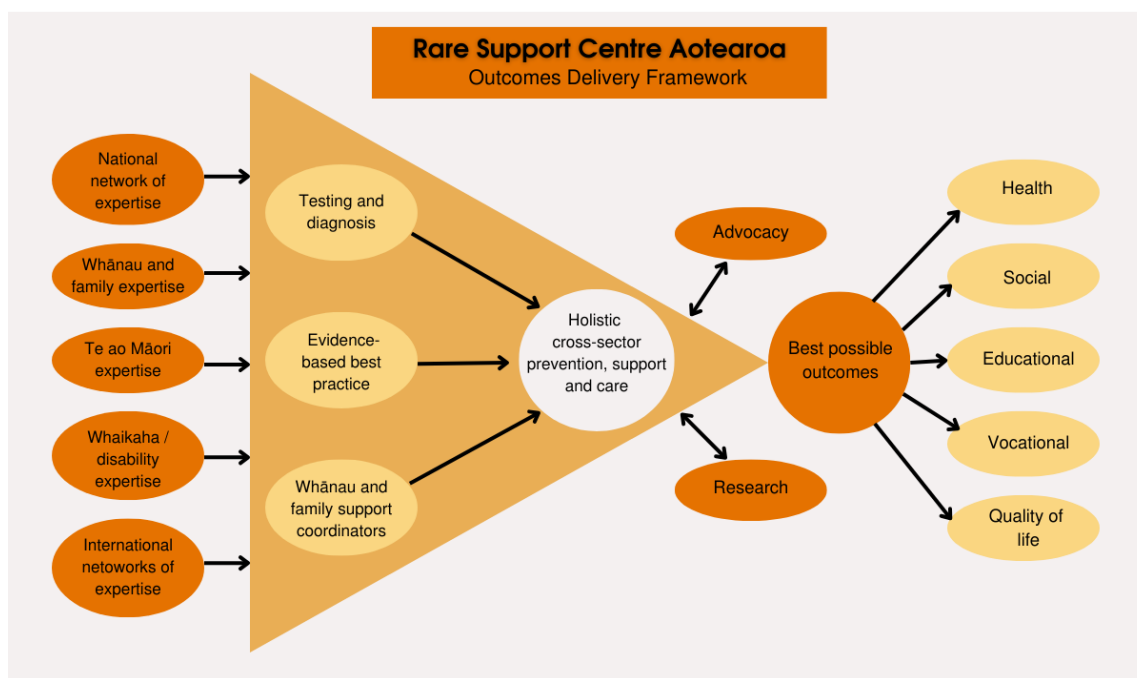 Rare Support Centre Aotearoa
Outcomes Delivery Framework
National
network of
expertise
Whānau and
family expertise
Te ao Māori
expertise
Whaikaha /
disability
expertise
International
netoworks of
expertise
Testing and
diagnosis
Evidence-
based best
practice
Whānau and
family support
coordinators
Holistic
cross-sector
prevention, support
and care
Advocacy
Research
Best possible
outcomes
Health
Social
Educational
Vocational
Quality of
life